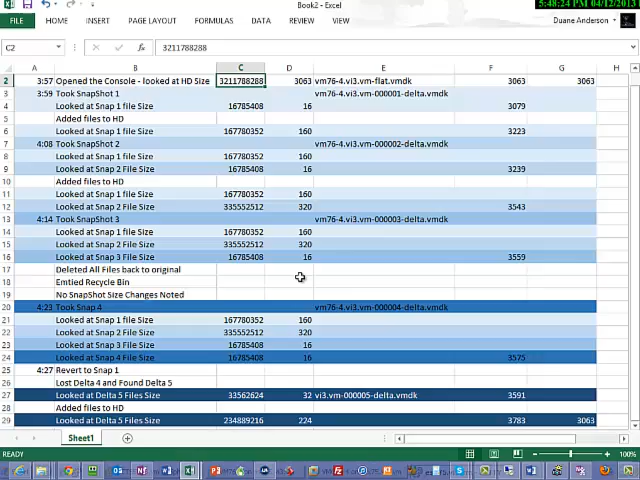 Book2 - Excel
5:48:24 PM 04/12/2013
FILE HOME INSERT PAGE LAYOUT FORMULAS DATA REVIEW VIEW Duane Anderson
C2 fx 3211788288
A B C D E F G H
2 3:57 Opened the Console - looked at HD Size 3211788288 3063 vm76-4.vi3.vm-flat.vmdk 3063 3063
3 3:59 Took SnapShot 1 vm76-4.vi3.vm-000001-delta.vmdk
4 Looked at Snap 1 file Size 16785408 16 3079
5 Added files to HD
6 Looked at Snap 1 file Size 167780352 160 3223
7 4:08 Took SnapShot 2 vm76-4.vi3.vm-000002-delta.vmdk
8 Looked at Snap 1 file Size 167780352 160
9 Looked at Snap 2 File Size 16785408 16 3239
10 Added files to HD
11 Looked at Snap 1 file Size 167780352 160
12 Looked at Snap 2 File Size 335552512 320 3543
13 4:14 Took SnapShot 3 vm76-4.vi3.vm-000003-delta.vmdk
14 Looked at Snap 1 file Size 167780352 160
15 Looked at Snap 2 File Size 335552512 320
16 Looked at Snap 3 File Size 16785408 16 3559
17 Deleted All Files back to original
18 Emtied Recycle Bin
19 No SnapShot Size Changes Noted
20 4:23 Took Snap 4 vm76-4.vi3.vm-000004-delta.vmdk
21 Looked at Snap 1 file Size 167780352 160
22 Looked at Snap 2 File Size 335552512 320
23 Looked at Snap 3 File Size 16785408 16
24 Looked at Snap 4 File Size 16785408 16 3575
25 4:27 Revert to Snap 1
26 Lost Delta 4 and Found Delta 5
27 Looked at Delta 5 Files Size 33562624 32 vi3.vm-000005-delta.vmdk 3591
28 Added files to HD
29 Looked at Delta 5 Files Size 234889216 224 3783 3063
Sheet1
READY 100%